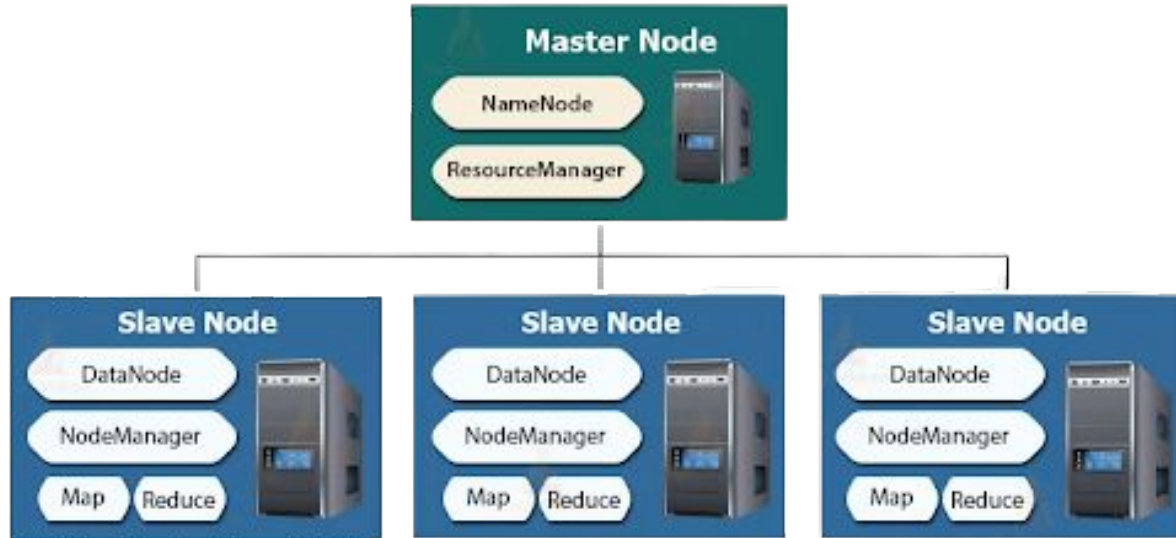 Master Node
NameNode
ResourceManager
Slave Node
DataNode
NodeManager
Map Reduce
Slave Node
DataNode
NodeManager
Map Reduce
Slave Node
DataNode
NodeManager
Map Reduce